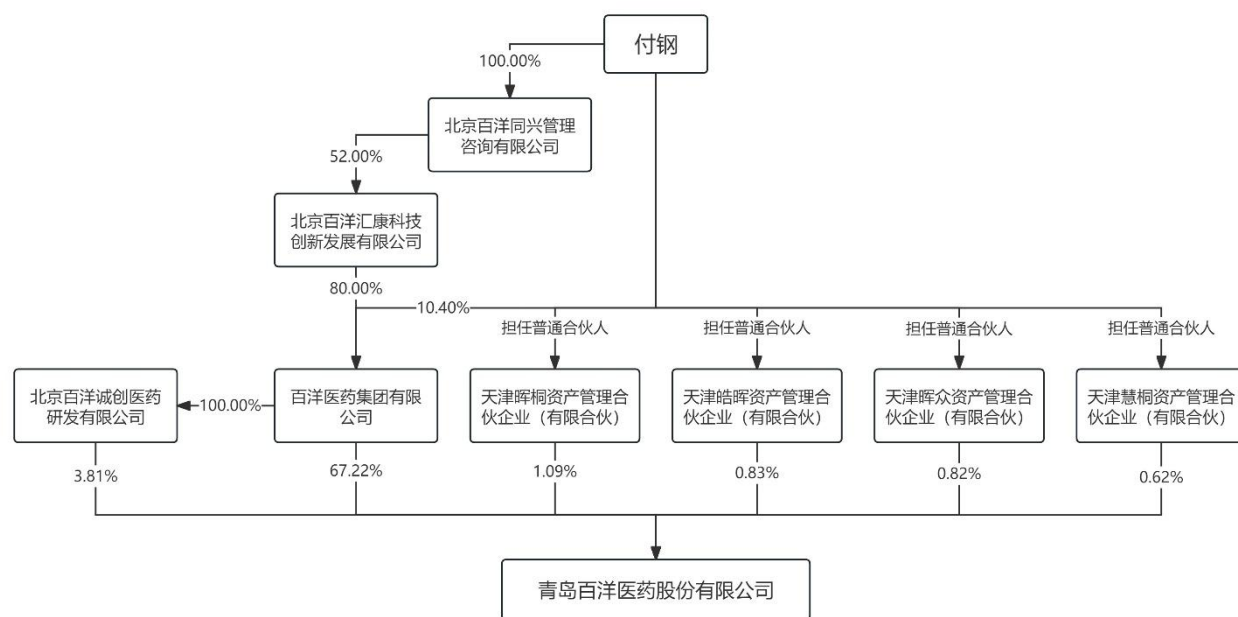 付钢
100.00%
北京百洋同兴管理
咨询有限公司
52.00%
北京百洋汇康科技
创新发展有限公司
80.00%
10.40%
担任普通合伙人
担任普通合伙人
担任普通合伙人
担任普通合伙人
北京百洋诚创医药
研发有限公司
100.00%
百洋医药集团有限
公司
天津晖桐资产管理合
伙企业（有限合伙）
天津皓晖资产管理合
伙企业（有限合伙）
天津晖众资产管理合
伙企业（有限合伙）
天津慧桐资产管理合
伙企业（有限合伙）
3.81%
67.22%
1.09%
0.83%
0.82%
0.62%
青岛百洋医药股份有限公司